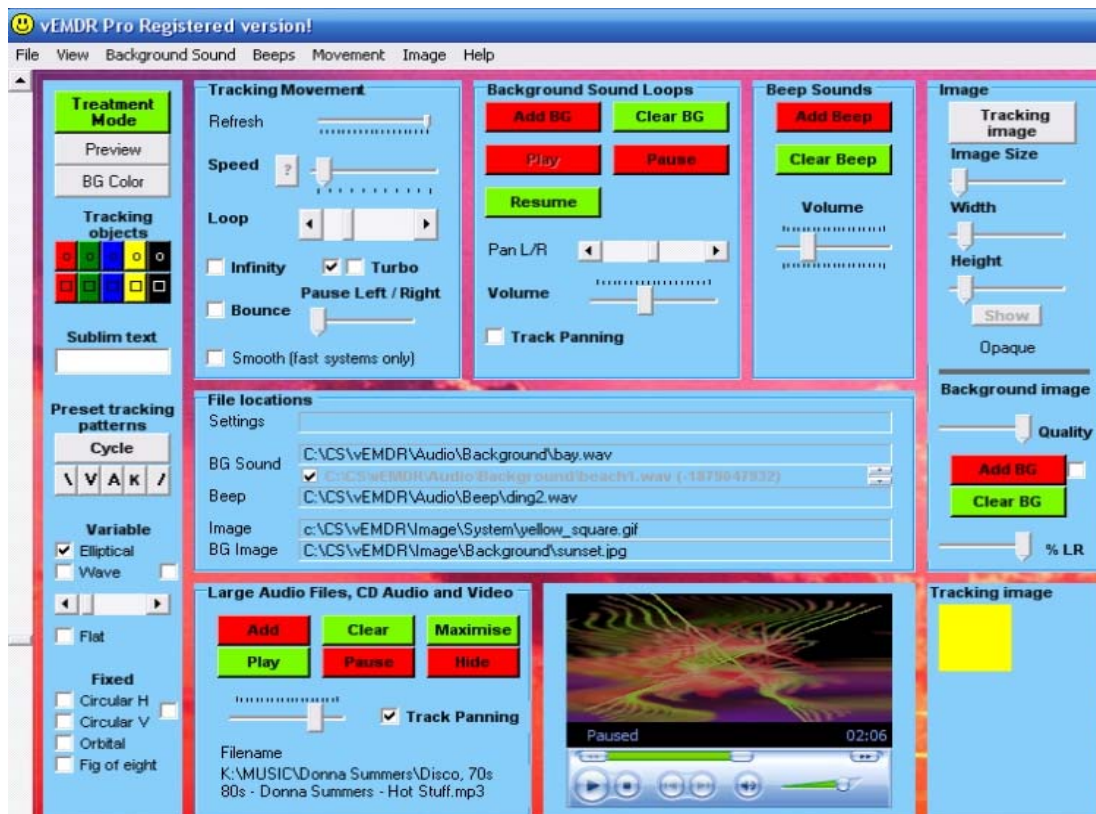 vEMDR Pro Registered version!
File View Background Sound Beeps Movement Image Help
Treatment
Mode
Preview
BG Color
Tracking
objects
Sublim text
Preset tracking
patterns
Cycle
\ V A K /
Variable
Elliptical
Wave
Flat
Fixed
Circular H
Circular V
Orbital
Fig of eight
Tracking Movement
Refresh
Speed ?
Loop
Infinity Turbo
Pause Left / Right
Bounce
Smooth (fast systems only)
Background Sound Loops
Add BG Clear BG
Play Pause
Resume
Pan L/R
Volume
Track Panning
Beep Sounds
Add Beep
Clear Beep
Volume
Image
Tracking
image
Image Size
Width
Height
Show
Opaque
Background image
Quality
Add BG
Clear BG
% LR
File locations
Settings
BG Sound C:\CS\vEMDR\Audio\Background\bay.wav
C:\CS\vEMDR\Audio\Background\beach1.wav (-1879047932)
Beep C:\CS\vEMDR\Audio\Beep\ding2.wav
Image c:\CS\vEMDR\Image\System\yellow_square.gif
BG Image C:\CS\vEMDR\Image\Background\sunset.jpg
Large Audio Files, CD Audio and Video
Add Clear Maximise
Play Pause Hide
Track Panning
Filename
K:\MUSIC\Donna Summers\Disco, 70s
80s - Donna Summers - Hot Stuff.mp3
Paused 02:06
Tracking image